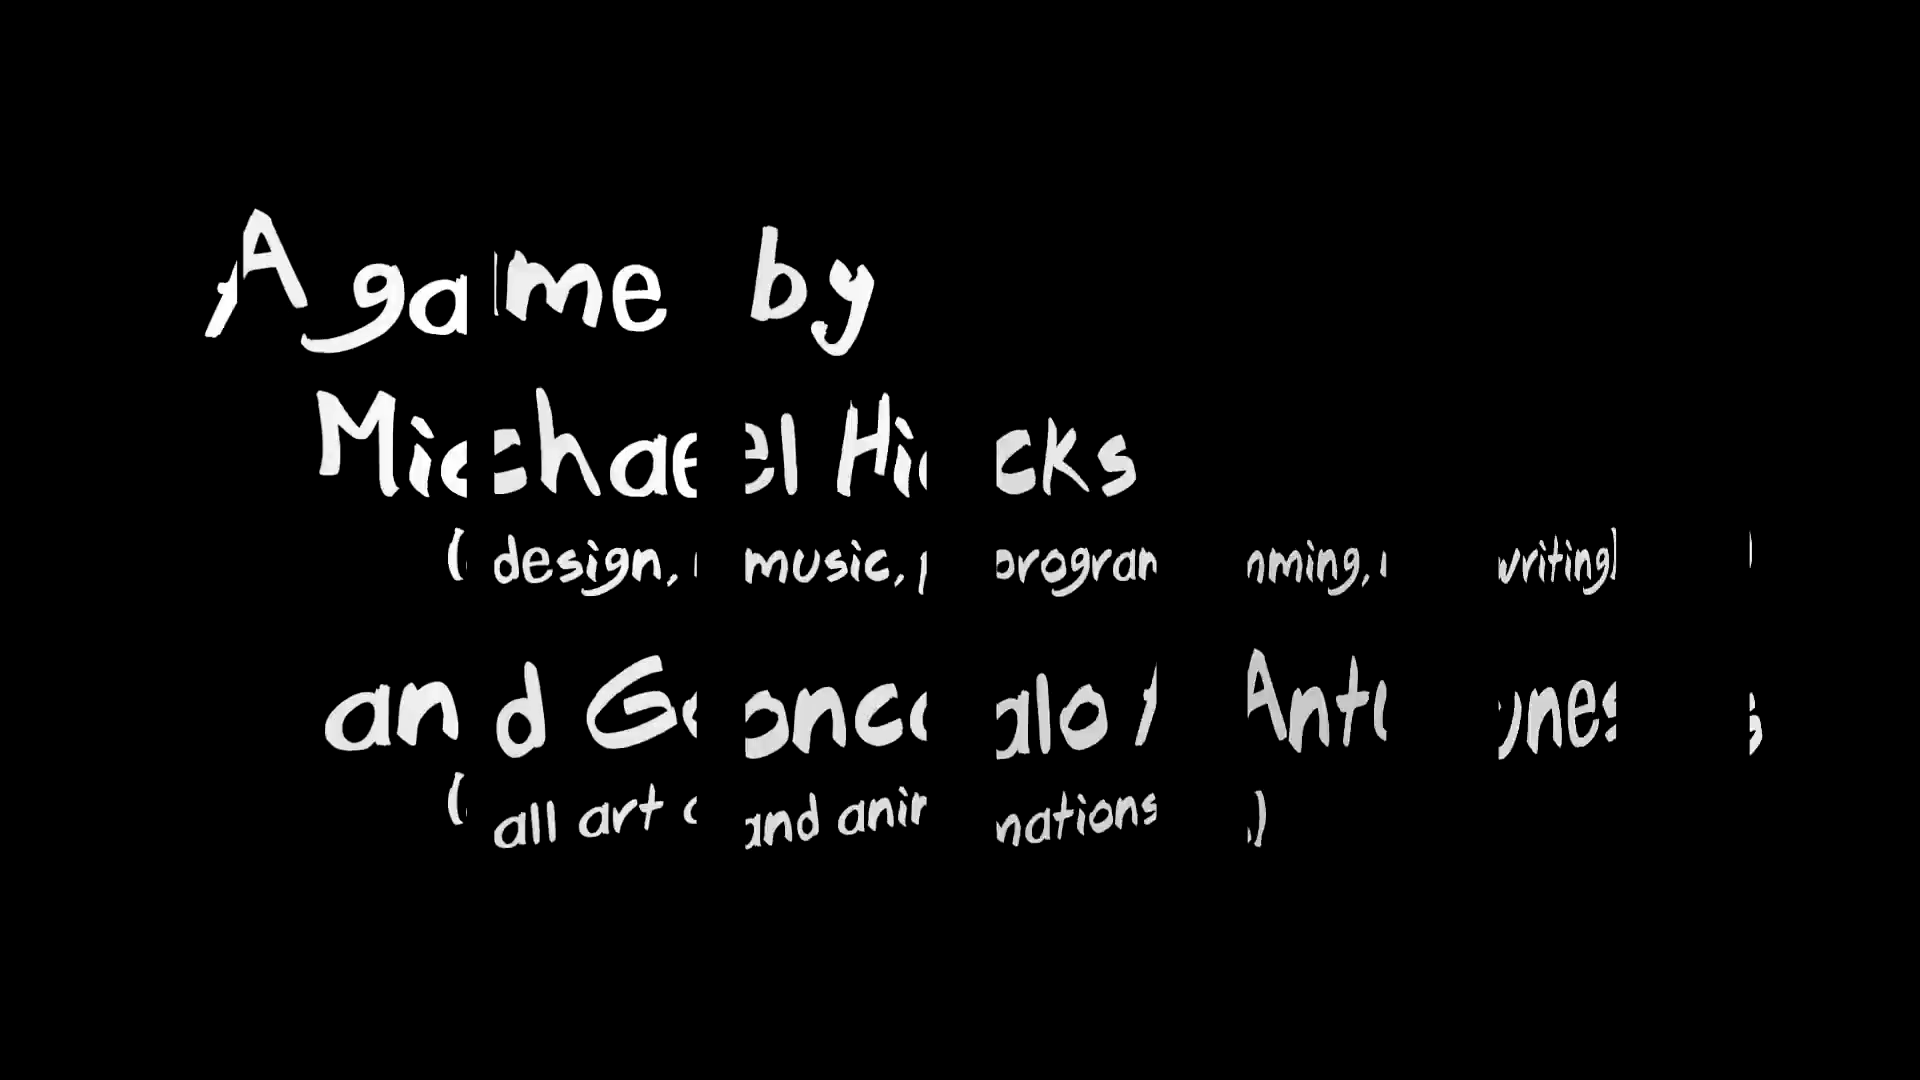 A game by
Michael Hicks
(design, music, programming, writing)
and Goncalo Antunes
(all art and animations)